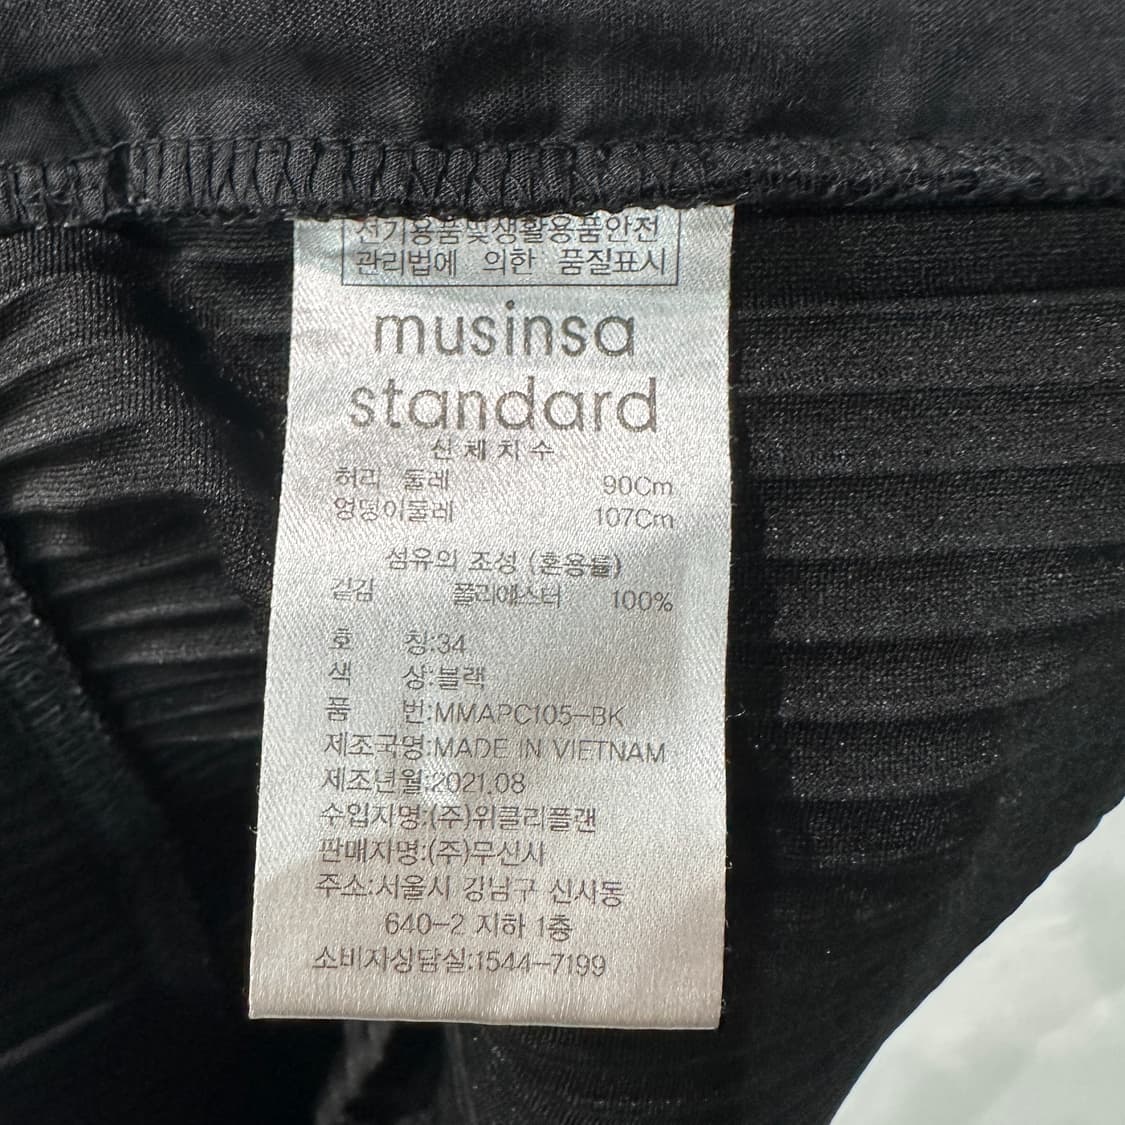 전기용품및생활용품안전
관리법에 의한 품질표시
musinsa
standard
신체치수
허리 둘레 90Cm
엉덩이둘레 107Cm
섬유의 조성 (혼용률)
겉감 폴리에스터 100%
호 칭:34
색 상:블랙
품 번:MMAPC105-BK
제조국명:MADE IN VIETNAM
제조년월:2021.08
수입자명:(주)위클리플랜
판매자명:(주)무신사
주소:서울시 강남구 신사동
640-2 지하 1층
소비자상담실:1544-7199